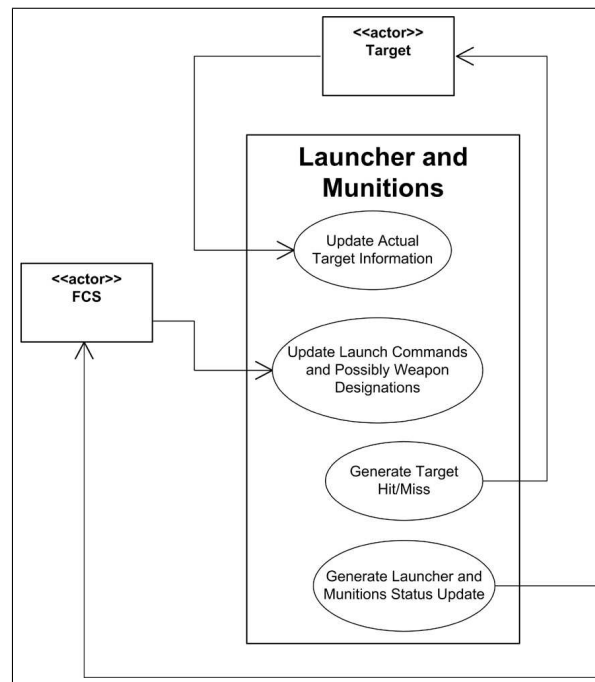 <<actor>>
Target
Launcher and
Munitions
Update Actual
Target Information
<<actor>>
FCS
Update Launch Commands
and Possibly Weapon
Designations
Generate Target
Hit/Miss
Generate Launcher and
Munitions Status Update